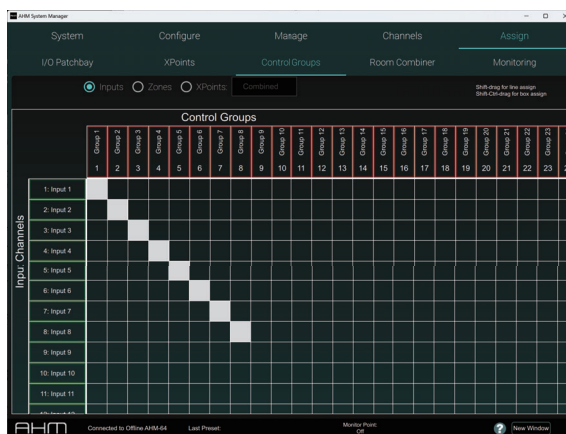 AHM System Manager
System Configure Manage Channels Assign
I/O Patchbay XPoints ControlGroups Room Combiner Monitoring
Inputs Zones XPoints: Combined
Shift-drag for line assign
Shift-Ctrl-drag for box assign
Control Groups
Group 1 Group 2 Group 3 Group 4 Group 5 Group 6 Group 7 Group 8 Group 9 Group 10 Group 11 Group 12 Group 13 Group 14 Group 15 Group 16 Group 17 Group 18 Group 19 Group 20 Group 21 Group 22 Group 23
1 2 3 4 5 6 7 8 9 10 11 12 13 14 15 16 17 18 19 20 21 22 23
Inpu: Channels
1: Input 1
2: Input 2
3: Input 3
4: Input 4
5: Input 5
6: Input 6
7: Input 7
8: Input 8
9: Input 9
10: Input 10
11: Input 11
AHM Connected to Offline AHM-64 Last Preset: Monitor Point: ? New Window
Off